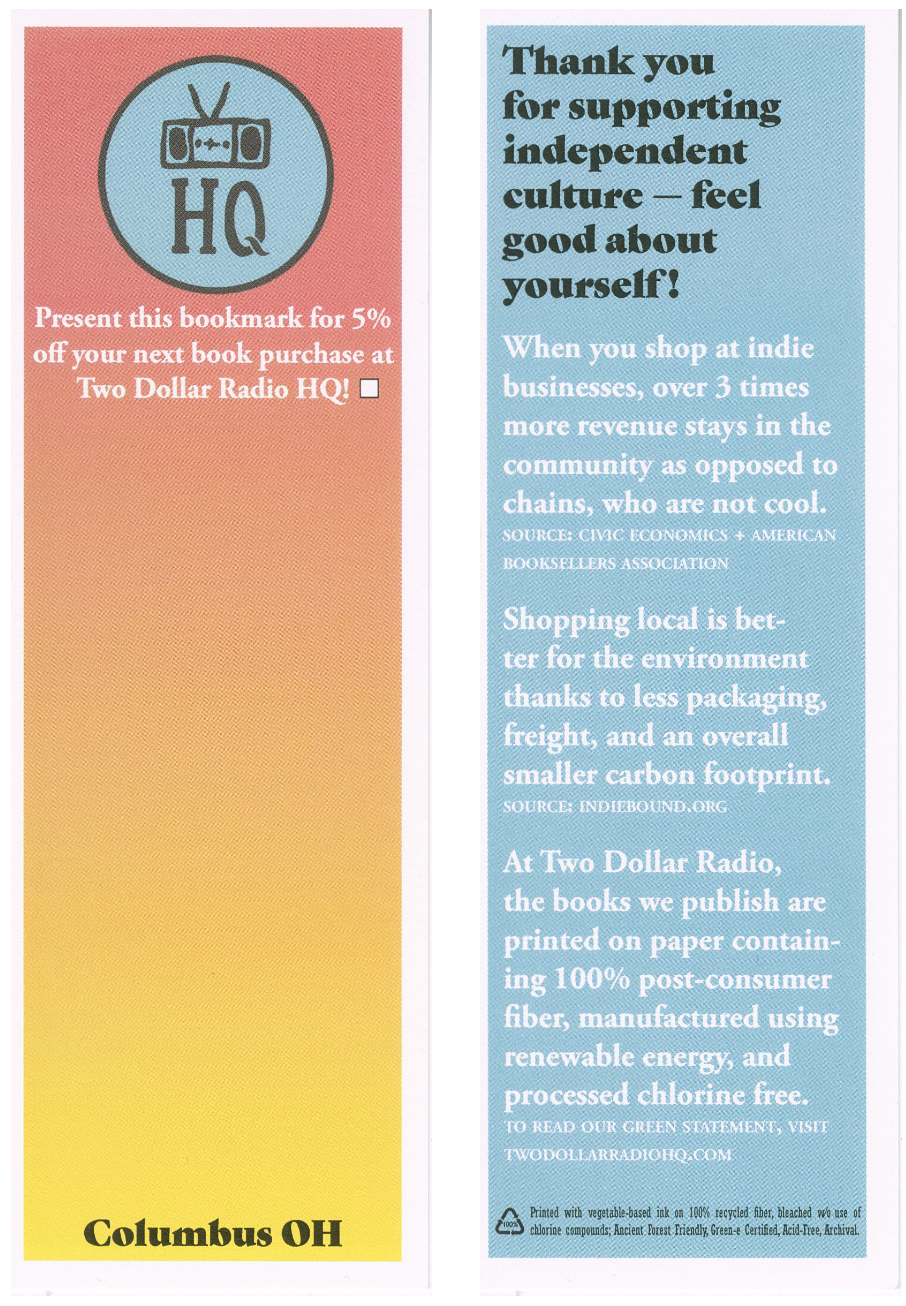 HQ
Present this bookmark for 5%
off your next book purchase at
Two Dollar Radio HQ!
Columbus OH
Thank you
for supporting
independent
culture — feel
good about
yourself!
When you shop at indie
businesses, over 3 times
more revenue stays in the
community as opposed to
chains, who are not cool.
SOURCE: CIVIC ECONOMICS + AMERICAN
BOOKSELLERS ASSOCIATION
Shopping local is bet-
ter for the environment
thanks to less packaging,
freight, and an overall
smaller carbon footprint.
SOURCE: INDIEBOUND.ORG
At Two Dollar Radio,
the books we publish are
printed on paper contain-
ing 100% post-consumer
fiber, manufactured using
renewable energy, and
processed chlorine free.
TO READ OUR GREEN STATEMENT, VISIT
TWODOLLARRADIOHQ.COM
100%
Printed with vegetable-based ink on 100% recycled fiber, bleached w/o use of
chlorine compounds; Ancient Forest Friendly, Green-e Certified, Acid-Free, Archival.